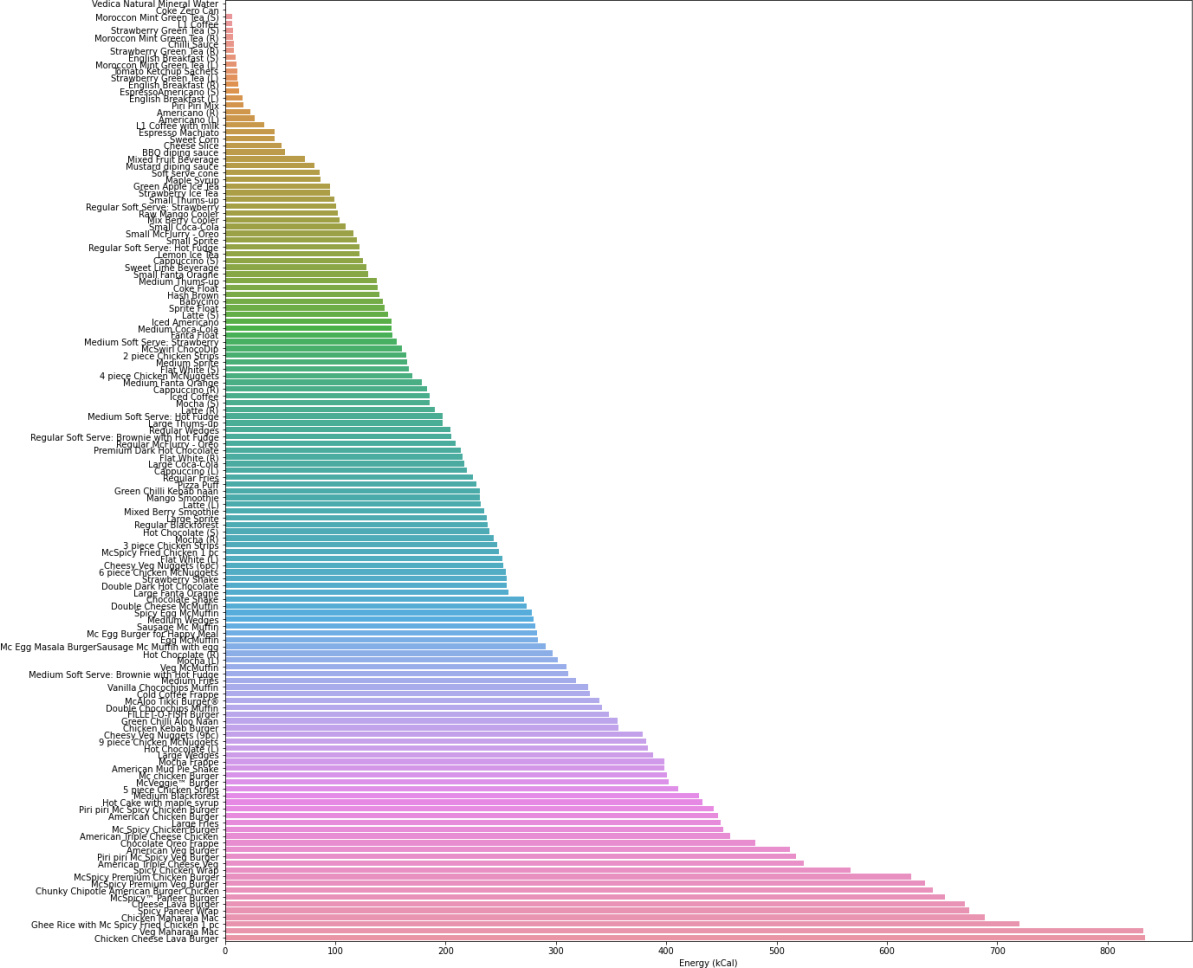 Vedica Natural Mineral Water
Coke Zero Can
Moroccon Mint Green Tea (S)
L1 Coffee
Strawberry Green Tea (S)
Moroccon Mint Green Tea (R)
Chilli Sauce
Strawberry Green Tea (R)
English Breakfast (S)
Moroccon Mint Green Tea (L)
Tomato Ketchup Sachets
Strawberry Green Tea (L)
English Breakfast (R)
EspressoAmericano (S)
English Breakfast (L)
Piri Piri Mix
Americano (R)
Americano (L)
L1 Coffee with milk
Espresso Machiato
Sweet Corn
Cheese Slice
BBQ diping sauce
Mixed Fruit Beverage
Mustard diping sauce
Soft serve cone
Maple Syrup
Green Apple Ice Tea
Strawberry Ice Tea
Small Thums-up
Regular Soft Serve: Strawberry
Raw Mango Cooler
Mix Berry Cooler
Small Coca-Cola
Small McFlurry - Oreo
Small Sprite
Regular Soft Serve: Hot Fudge
Lemon Ice Tea
Cappuccino (S)
Sweet Lime Beverage
Small Fanta Oragne
Medium Thums-up
Coke Float
Hash Brown
Babycino
Sprite Float
Latte (S)
Iced Americano
Medium Coca-Cola
Fanta Float
Medium Soft Serve: Strawberry
McSwirl ChocoDip
2 piece Chicken Strips
Medium Sprite
Flat White (S)
4 piece Chicken McNuggets
Medium Fanta Orange
Cappuccino (R)
Iced Coffee
Mocha (S)
Latte (R)
Medium Soft Serve: Hot Fudge
Large Thums-up
Regular Wedges
Regular Soft Serve: Brownie with Hot Fudge
Regular McFlurry - Oreo
Premium Dark Hot Chocolate
Flat White (R)
Large Coca-Cola
Cappuccino (L)
Regular Fries
Pizza Puff
Green Chilli Kebab naan
Mango Smoothie
Latte (L)
Mixed Berry Smoothie
Large Sprite
Regular Blackforest
Hot Chocolate (S)
Mocha (R)
3 piece Chicken Strips
McSpicy Fried Chicken 1 pc
Flat White (L)
Cheesy Veg Nuggets (6pc)
6 piece Chicken McNuggets
Strawberry Shake
Double Dark Hot Chocolate
Large Fanta Oragne
Chocolate Shake
Double Cheese McMuffin
Spicy Egg McMuffin
Medium Wedges
Sausage Mc Muffin
Mc Egg Burger for Happy Meal
Egg McMuffin
Mc Egg Masala BurgerSausage Mc Muffin with egg
Hot Chocolate (R)
Mocha (L)
Veg McMuffin
Medium Soft Serve: Brownie with Hot Fudge
Medium Fries
Vanilla Chocochips Muffin
Cold Coffee Frappe
McAloo Tikki Burger®
Double Chocochips Muffin
FILLET-O-FISH Burger
Green Chilli Aloo Naan
Chicken Kebab Burger
Cheesy Veg Nuggets (9pc)
9 piece Chicken McNuggets
Hot Chocolate (L)
Large Wedges
Mocha Frappe
American Mud Pie Shake
Mc chicken Burger
McVeggie™ Burger
5 piece Chicken Strips
Medium Blackforest
Hot Cake with maple syrup
Piri piri Mc Spicy Chicken Burger
American Chicken Burger
Large Fries
Mc Spicy Chicken Burger
American Triple Cheese Chicken
Chocolate Oreo Frappe
American Veg Burger
Piri piri Mc Spicy Veg Burger
American Triple Cheese Veg
Spicy Chicken Wrap
McSpicy Premium Chicken Burger
McSpicy Premium Veg Burger
Chunky Chipotle American Burger Chicken
McSpicy™ Paneer Burger
Cheese Lava Burger
Spicy Paneer Wrap
Chicken Maharaja Mac
Ghee Rice with Mc Spicy Fried Chicken 1 pc
Veg Maharaja Mac
Chicken Cheese Lava Burger
0 100 200 300 400 500 600 700 800
Energy (kCal)